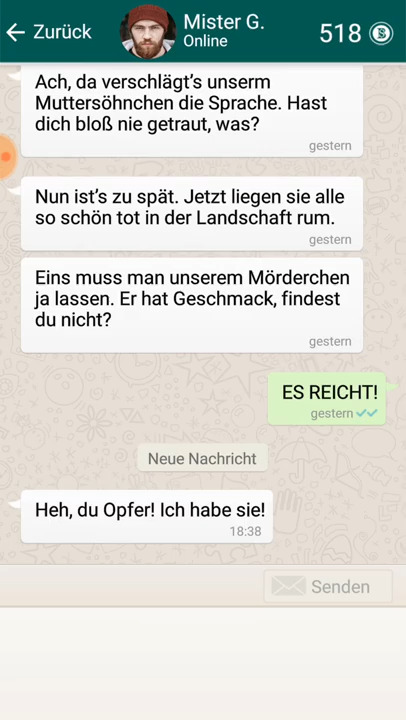 Zurück
Mister G.
Online
518
Ach, da verschlägt's unserm
Muttersöhnchen die Sprache. Hast
dich bloß nie getraut, was?
gestern
Nun ist's zu spät. Jetzt liegen sie alle
so schön tot in der Landschaft rum.
gestern
Eins muss man unserem Mörderchen
ja lassen. Er hat Geschmack, findest
du nicht?
gestern
ES REICHT!
gestern
Neue Nachricht
Heh, du Opfer! Ich habe sie!
18:38
Senden